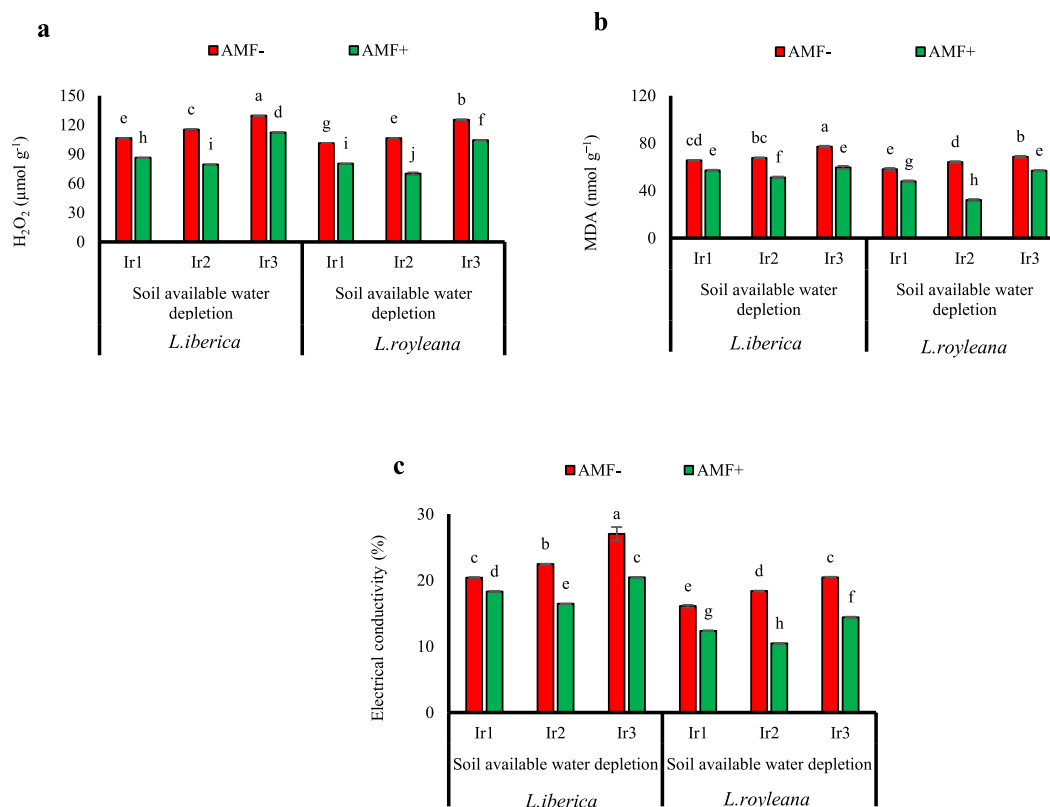 a
AMF- AMF+
H₂O₂ (µmol g⁻¹)
150
120
90
60
30
0
e h c i a d g i e j b f
Ir1 Ir2 Ir3 Ir1 Ir2 Ir3
Soil available water depletion Soil available water depletion
L.iberica L.royleana
b
AMF- AMF+
MDA (nmol g⁻¹)
120
80
40
0
cd e bc f a e e g d h b e
Ir1 Ir2 Ir3 Ir1 Ir2 Ir3
Soil available water depletion Soil available water depletion
L.iberica L.royleana
c
AMF- AMF+
Electrical conductivity (%)
30
20
10
0
c d b e a c e g d h c f
Ir1 Ir2 Ir3 Ir1 Ir2 Ir3
Soil available water depletion Soil available water depletion
L.iberica L.royleana